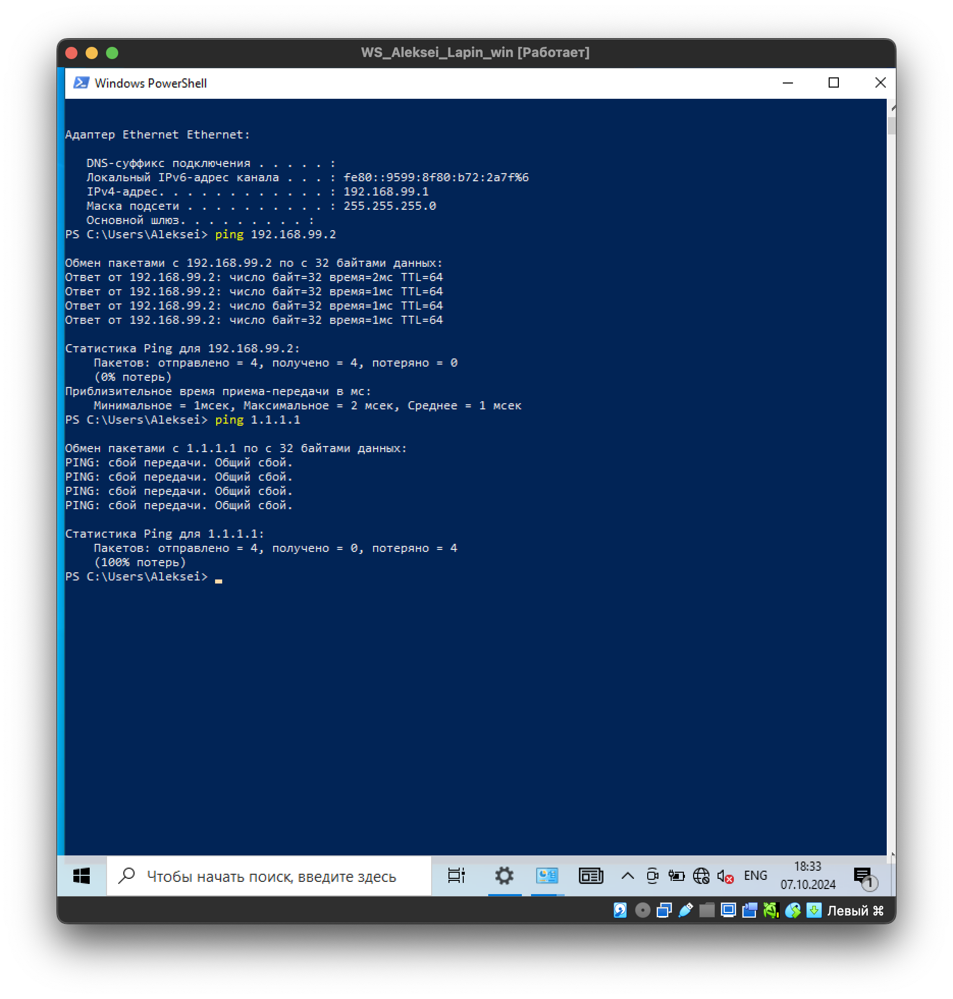 WS_Aleksei_Lapin_win [Работает]
Windows PowerShell
Адаптер Ethernet Ethernet:
DNS-суффикс подключения . . . . . :
Локальный IPv6-адрес канала . . . : fe80::9599:8f80:b72:2a7f%6
IPv4-адрес. . . . . . . . . . . . : 192.168.99.1
Маска подсети . . . . . . . . . . : 255.255.255.0
Основной шлюз. . . . . . . . . :
PS C:\Users\Aleksei> ping 192.168.99.2
Обмен пакетами с 192.168.99.2 по с 32 байтами данных:
Ответ от 192.168.99.2: число байт=32 время=2мс TTL=64
Ответ от 192.168.99.2: число байт=32 время=1мс TTL=64
Ответ от 192.168.99.2: число байт=32 время=1мс TTL=64
Ответ от 192.168.99.2: число байт=32 время=1мс TTL=64
Статистика Ping для 192.168.99.2:
Пакетов: отправлено = 4, получено = 4, потеряно = 0
(0% потерь)
Приблизительное время приема-передачи в мс:
Минимальное = 1мсек, Максимальное = 2 мсек, Среднее = 1 мсек
PS C:\Users\Aleksei> ping 1.1.1.1
Обмен пакетами с 1.1.1.1 по с 32 байтами данных:
PING: сбой передачи. Общий сбой.
PING: сбой передачи. Общий сбой.
PING: сбой передачи. Общий сбой.
PING: сбой передачи. Общий сбой.
Статистика Ping для 1.1.1.1:
Пакетов: отправлено = 4, получено = 0, потеряно = 4
(100% потерь)
PS C:\Users\Aleksei>
Чтобы начать поиск, введите здесь
ENG
18:33
07.10.2024
1
Левый ⌘